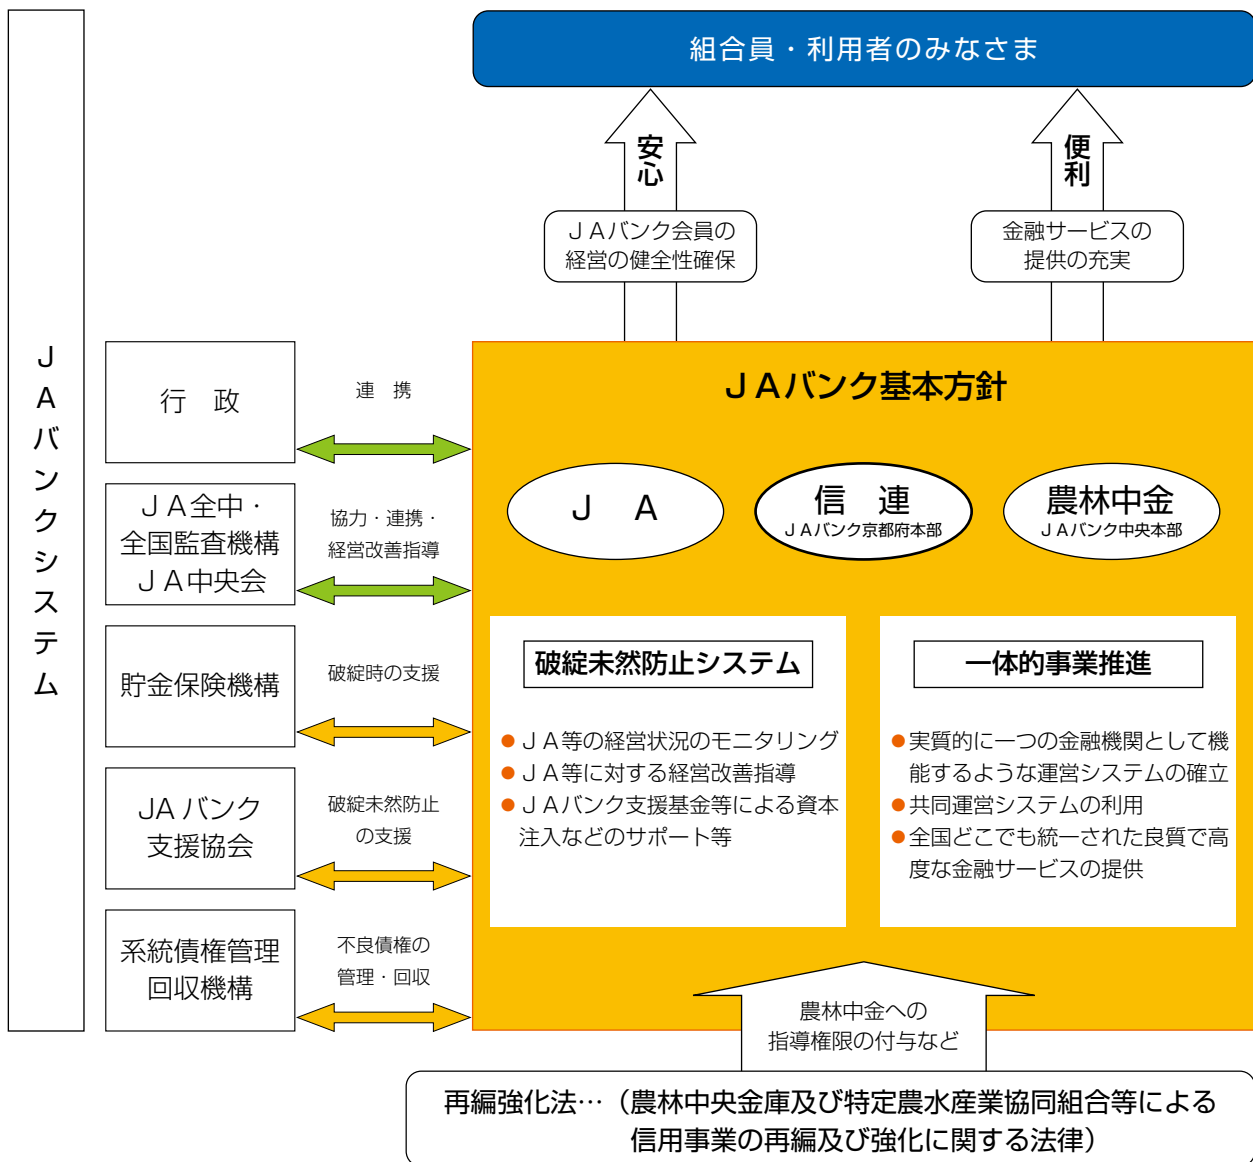 JAバンクシステム
組合員・利用者のみなさま
安心
便利
JAバンク会員の
経営の健全性確保
金融サービスの
提供の充実
行　政
連　携
JA全中・
全国監査機構
JA中央会
協力・連携・
経営改善指導
貯金保険機構
破綻時の支援
JAバンク
支援協会
破綻未然防止
の支援
系統債権管理
回収機構
不良債権の
管理・回収
JAバンク基本方針
J　A
信　連
JAバンク京都府本部
農林中金
JAバンク中央本部
破綻未然防止システム
●JA等の経営状況のモニタリング
●JA等に対する経営改善指導
●JAバンク支援基金等による資本
注入などのサポート等
一体的事業推進
●実質的に一つの金融機関として機
能するような運営システムの確立
●共同運営システムの利用
●全国どこでも統一された良質で高
度な金融サービスの提供
農林中金への
指導権限の付与など
再編強化法…（農林中央金庫及び特定農水産業協同組合等による
信用事業の再編及び強化に関する法律）